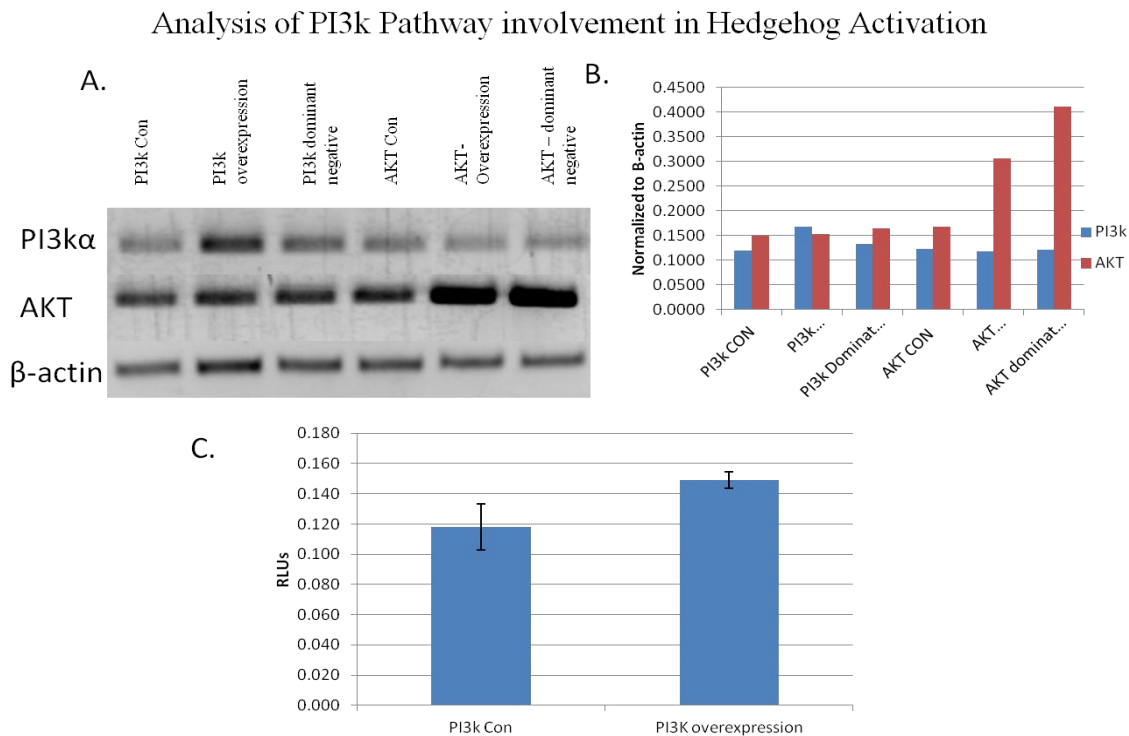 Analysis of PI3k Pathway involvement in Hedgehog Activation
A.
PI3k Con
PI3K
overexpression
PI3k dominant
negative
AKT Con
AKT-
Overexpression
AKT – dominant
negative
PI3kα
AKT
β-actin
B.
Normalized to B-actin
0.4500
0.4000
0.3500
0.3000
0.2500
0.2000
0.1500
0.1000
0.0500
0.0000
PI3k CON
PI3k...
PI3k Dominat...
AKT CON
AKT...
AKT dominat...
PI3k
AKT
C.
RLUs
0.180
0.160
0.140
0.120
0.100
0.080
0.060
0.040
0.020
0.000
PI3k Con
PI3K overexpression